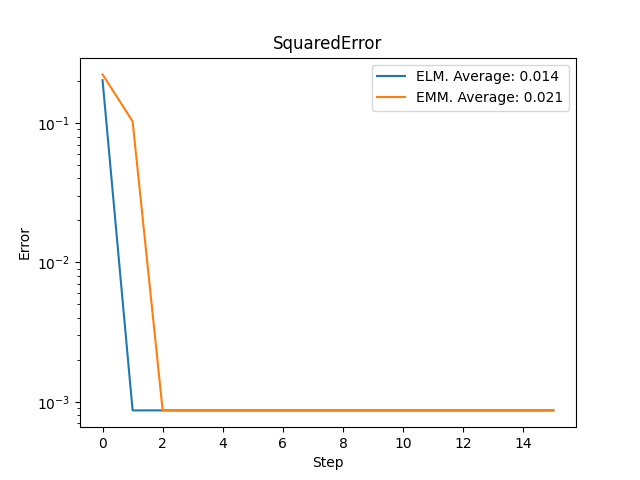 SquaredError
ELM. Average: 0.014
EMM. Average: 0.021
Error
10⁻¹
10⁻²
10⁻³
0 2 4 6 8 10 12 14
Step